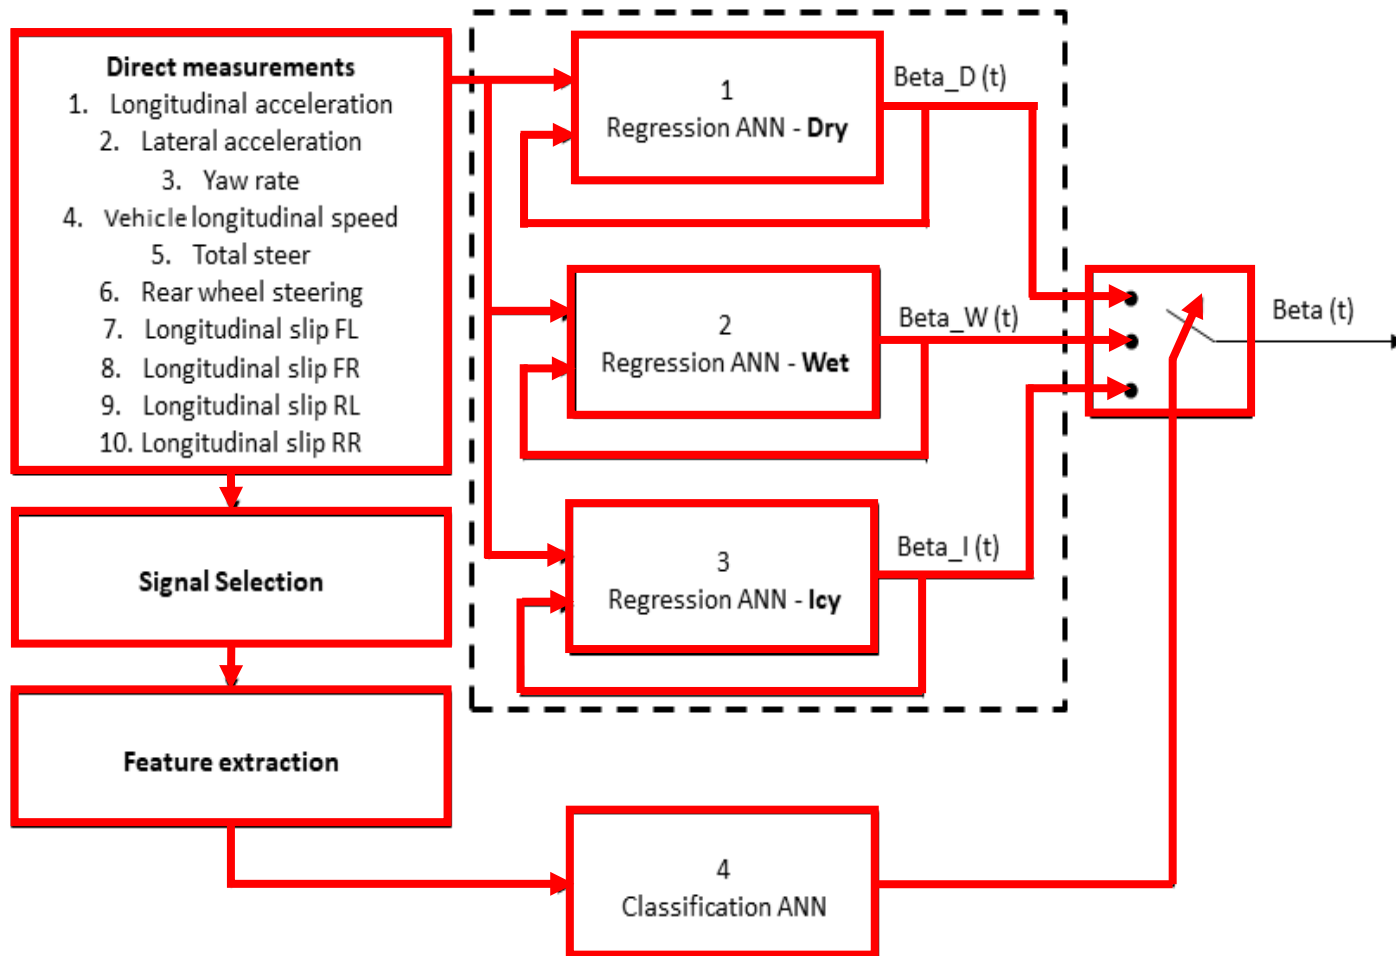 Direct measurements
1. Longitudinal acceleration
2. Lateral acceleration
3. Yaw rate
4. Vehicle longitudinal speed
5. Total steer
6. Rear wheel steering
7. Longitudinal slip FL
8. Longitudinal slip FR
9. Longitudinal slip RL
10. Longitudinal slip RR
Signal Selection
Feature extraction
1
Regression ANN - Dry
Beta_D (t)
2
Regression ANN - Wet
Beta_W (t)
3
Regression ANN - Icy
Beta_I (t)
4
Classification ANN
Beta (t)